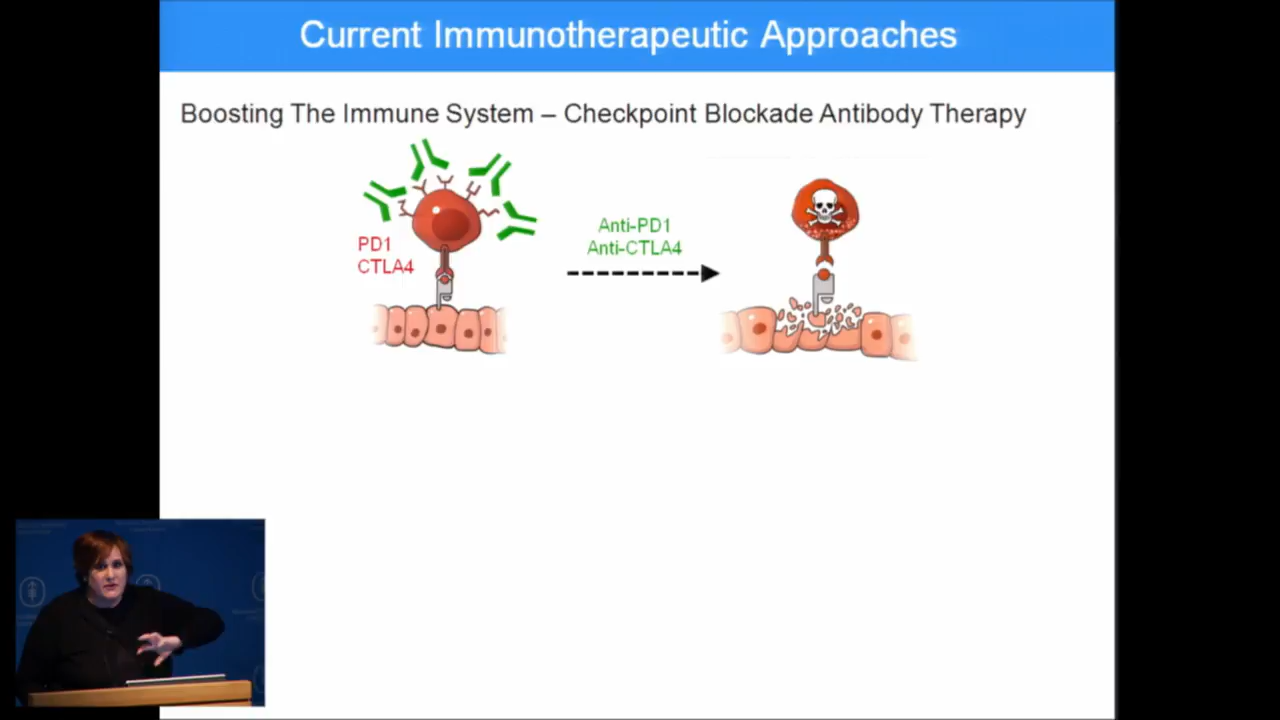 Current Immunotherapeutic Approaches
Boosting The Immune System – Checkpoint Blockade Antibody Therapy
PD1
CTLA4
Anti-PD1
Anti-CTLA4